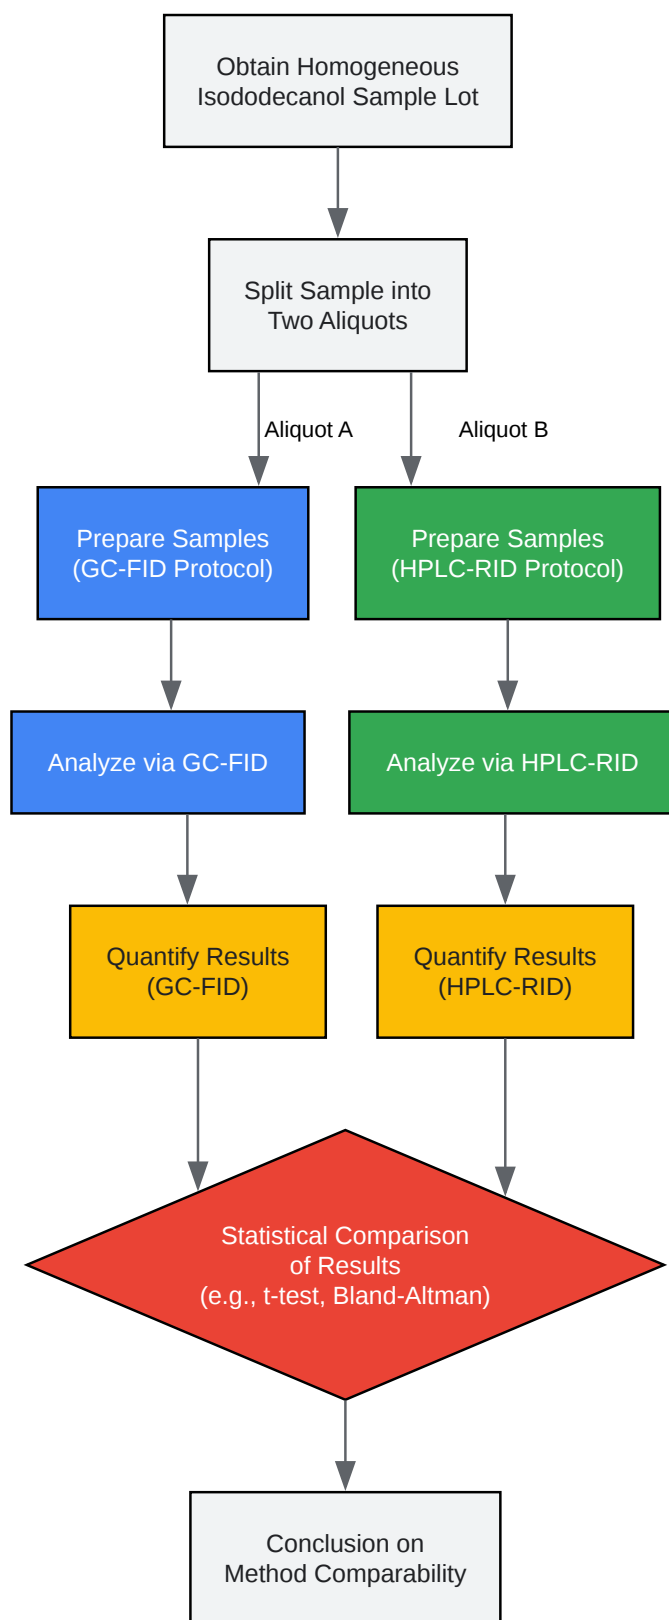 Obtain Homogeneous
Isododecanol Sample Lot
Split Sample into
Two Aliquots
Aliquot A
Aliquot B
Prepare Samples
(GC-FID Protocol)
Prepare Samples
(HPLC-RID Protocol)
Analyze via GC-FID
Analyze via HPLC-RID
Quantify Results
(GC-FID)
Quantify Results
(HPLC-RID)
Statistical Comparison
of Results
(e.g., t-test, Bland-Altman)
Conclusion on
Method Comparability